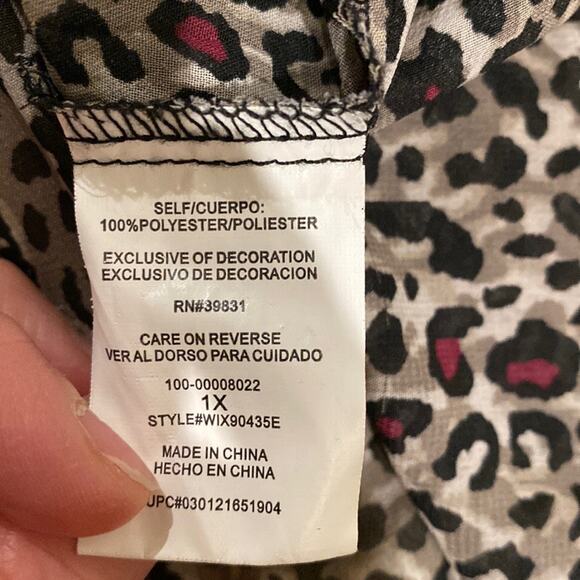 SELF/CUERPO:
100%POLYESTER/POLIESTER
EXCLUSIVE OF DECORATION
EXCLUSIVO DE DECORACION
RN#39831
CARE ON REVERSE
VER AL DORSO PARA CUIDADO
100-00008022
1X
STYLE#WIX90435E
MADE IN CHINA
HECHO EN CHINA
UPC#030121651904